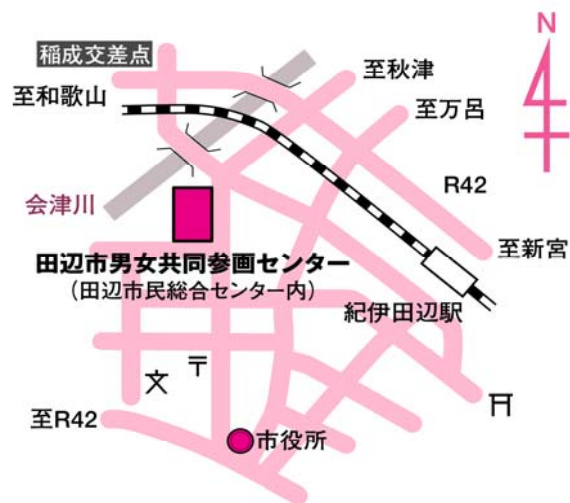 N
稲成交差点
至秋津
至和歌山
至万呂
R42
会津川
至新宮
田辺市男女共同参画センター
（田辺市民総合センター内）
紀伊田辺駅
至R42
市役所